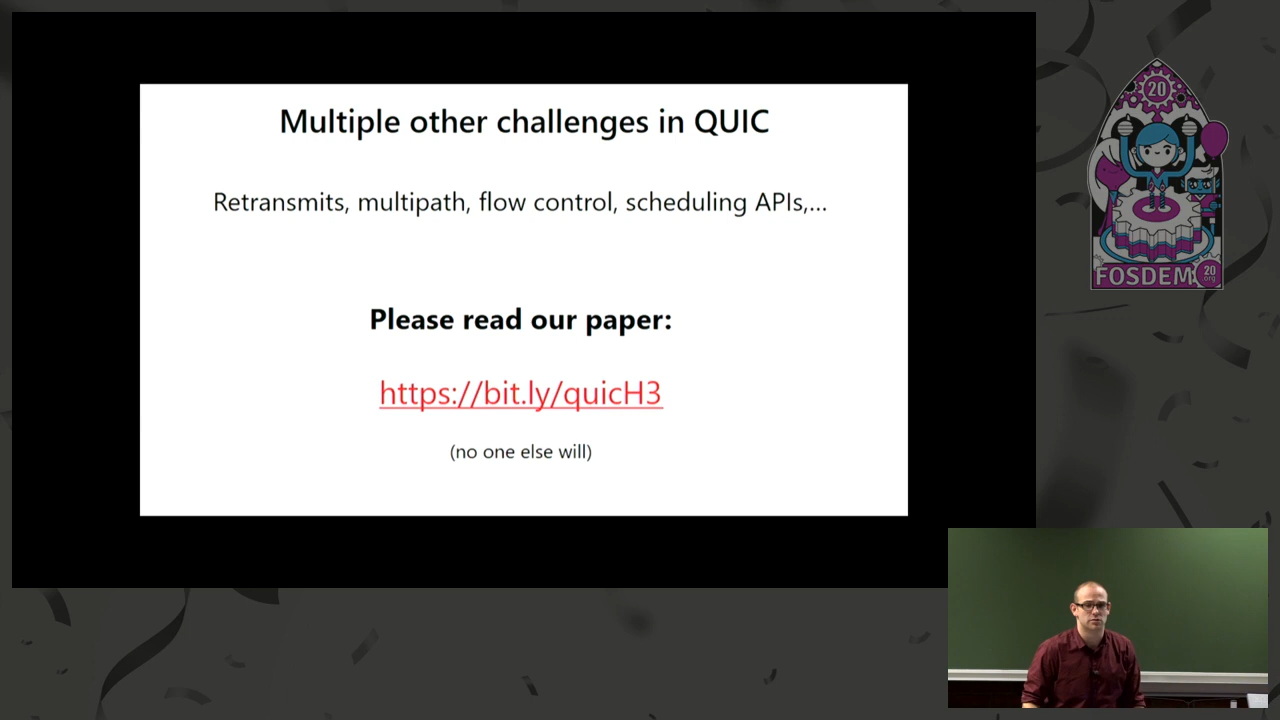 Multiple other challenges in QUIC
Retransmits, multipath, flow control, scheduling APIs,...
Please read our paper:
https://bit.ly/quicH3
(no one else will)
20
FOSDEM
20
.org